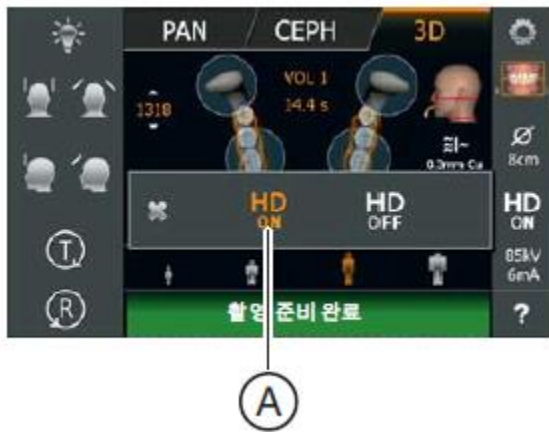 PAN
CEPH
3D
VOL 1
1318
14.4 s
0.3mm Cu
8cm
HD
ON
HD
OFF
HD
ON
85kV
6mA
T
R
촬영 준비 완료
?
A